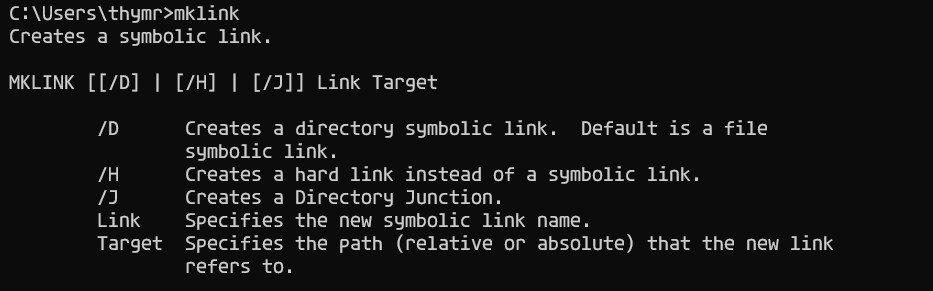 C:\Users\thymr>mklink
Creates a symbolic link.
MKLINK [[/D] | [/H] | [/J]] Link Target
/D      Creates a directory symbolic link.  Default is a file
symbolic link.
/H      Creates a hard link instead of a symbolic link.
/J      Creates a Directory Junction.
Link    Specifies the new symbolic link name.
Target  Specifies the path (relative or absolute) that the new link
refers to.